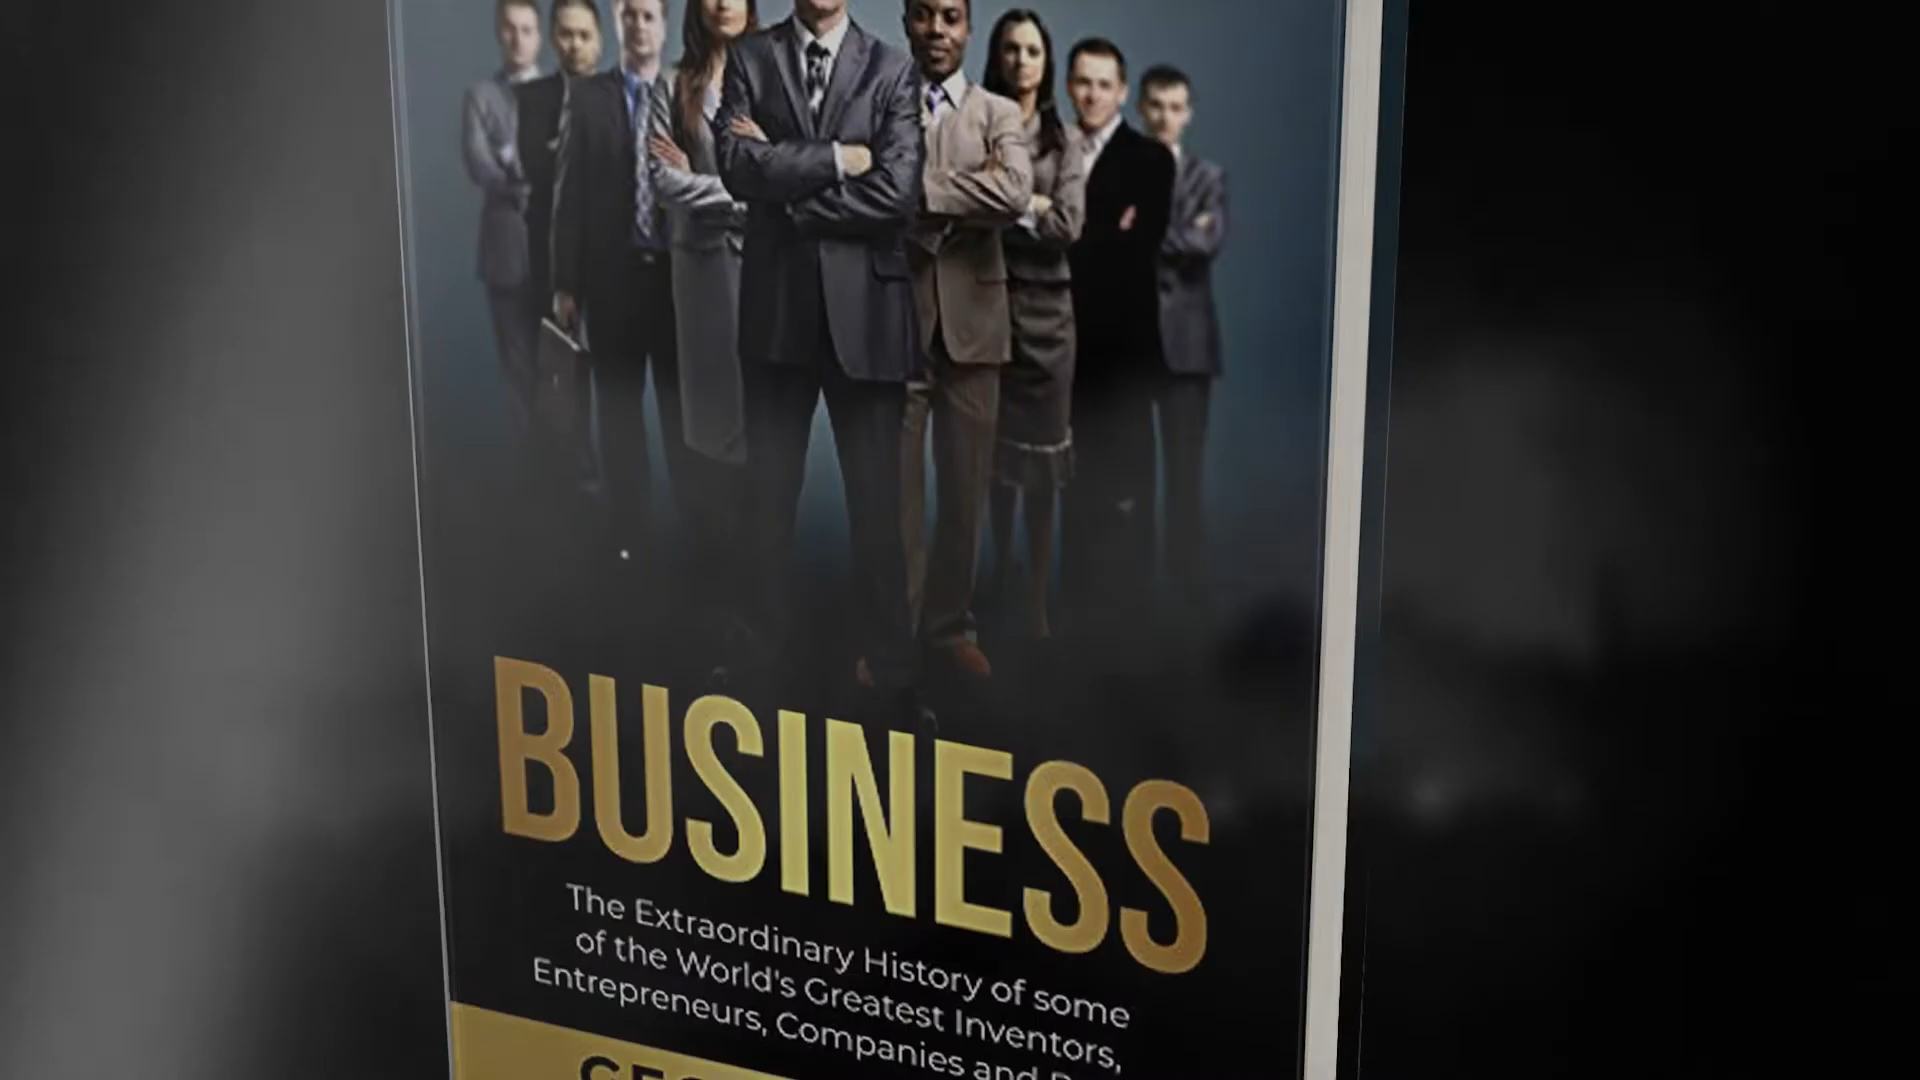 BUSINESS
The Extraordinary History of some
of the World's Greatest Inventors,
Entrepreneurs, Companies and